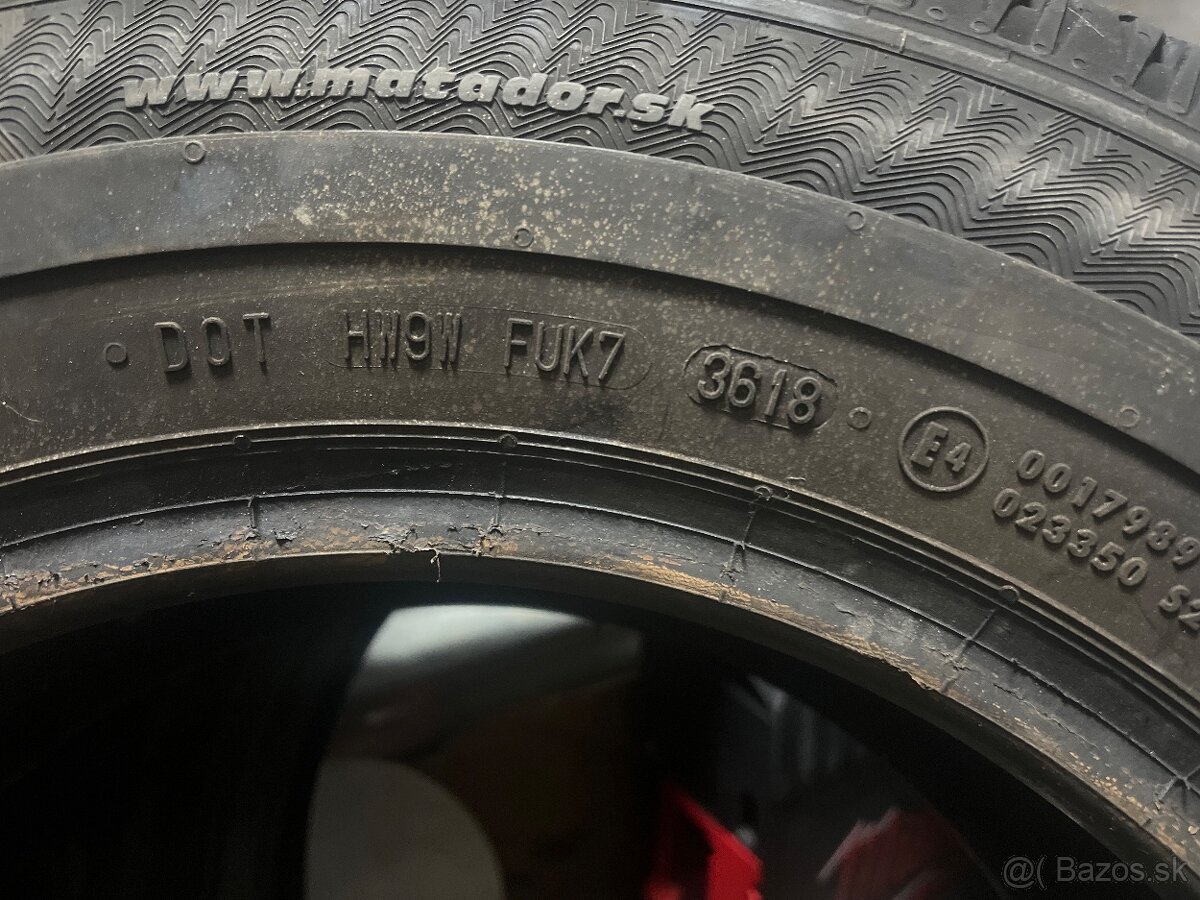 www.matador.sk
DOT HW9W FUK7 3618 E4 0017989
023350 S2
@( Bazos.sk